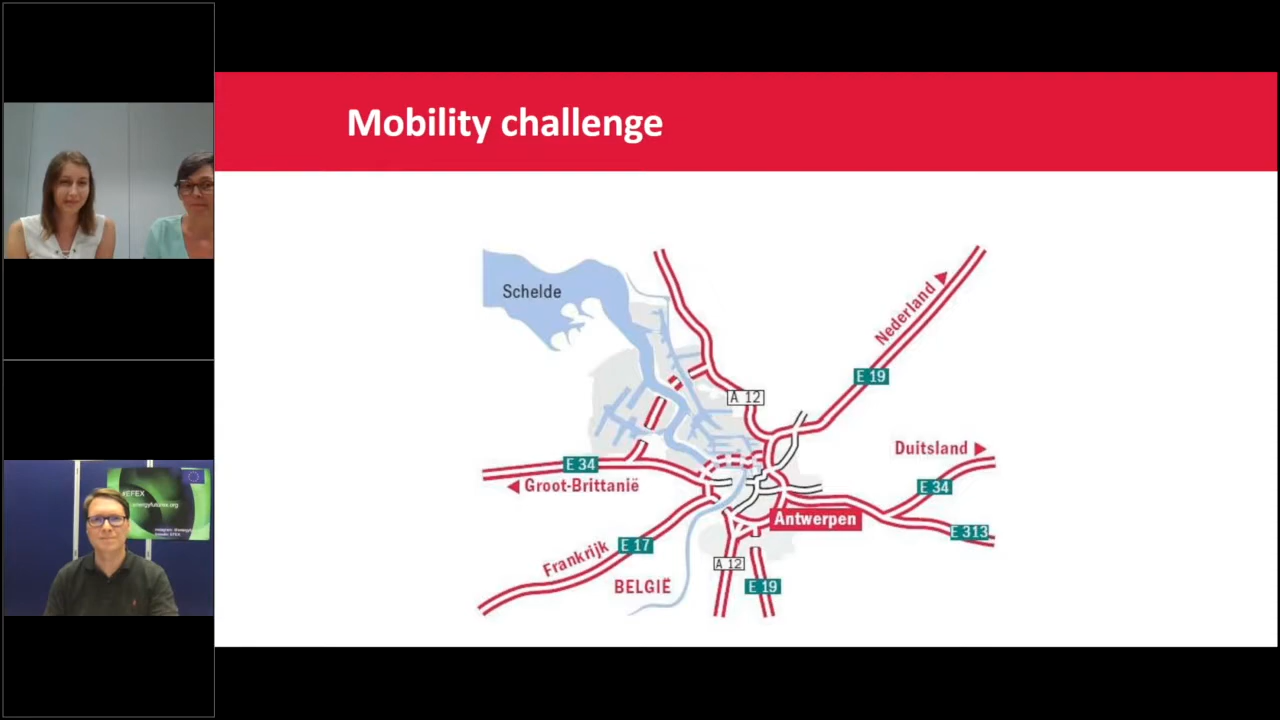 Mobility challenge
Schelde
Nederland
E 19
A 12
Duitsland
E 34
E 34
Groot-Brittanië
Antwerpen
E 313
Frankrijk
E 17
A 12
BELGIË
E 19
#EFEX